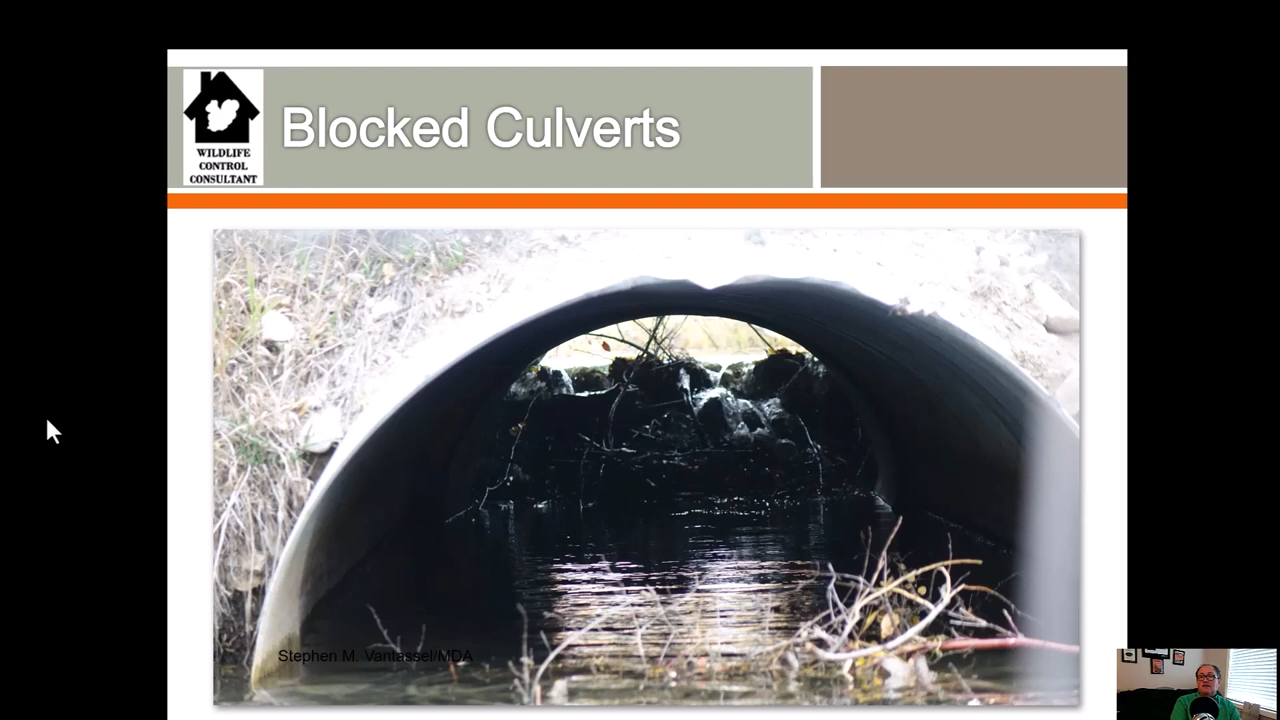 WILDLIFE
CONTROL
CONSULTANT
Blocked Culverts
Stephen M. Vantassel/MDA